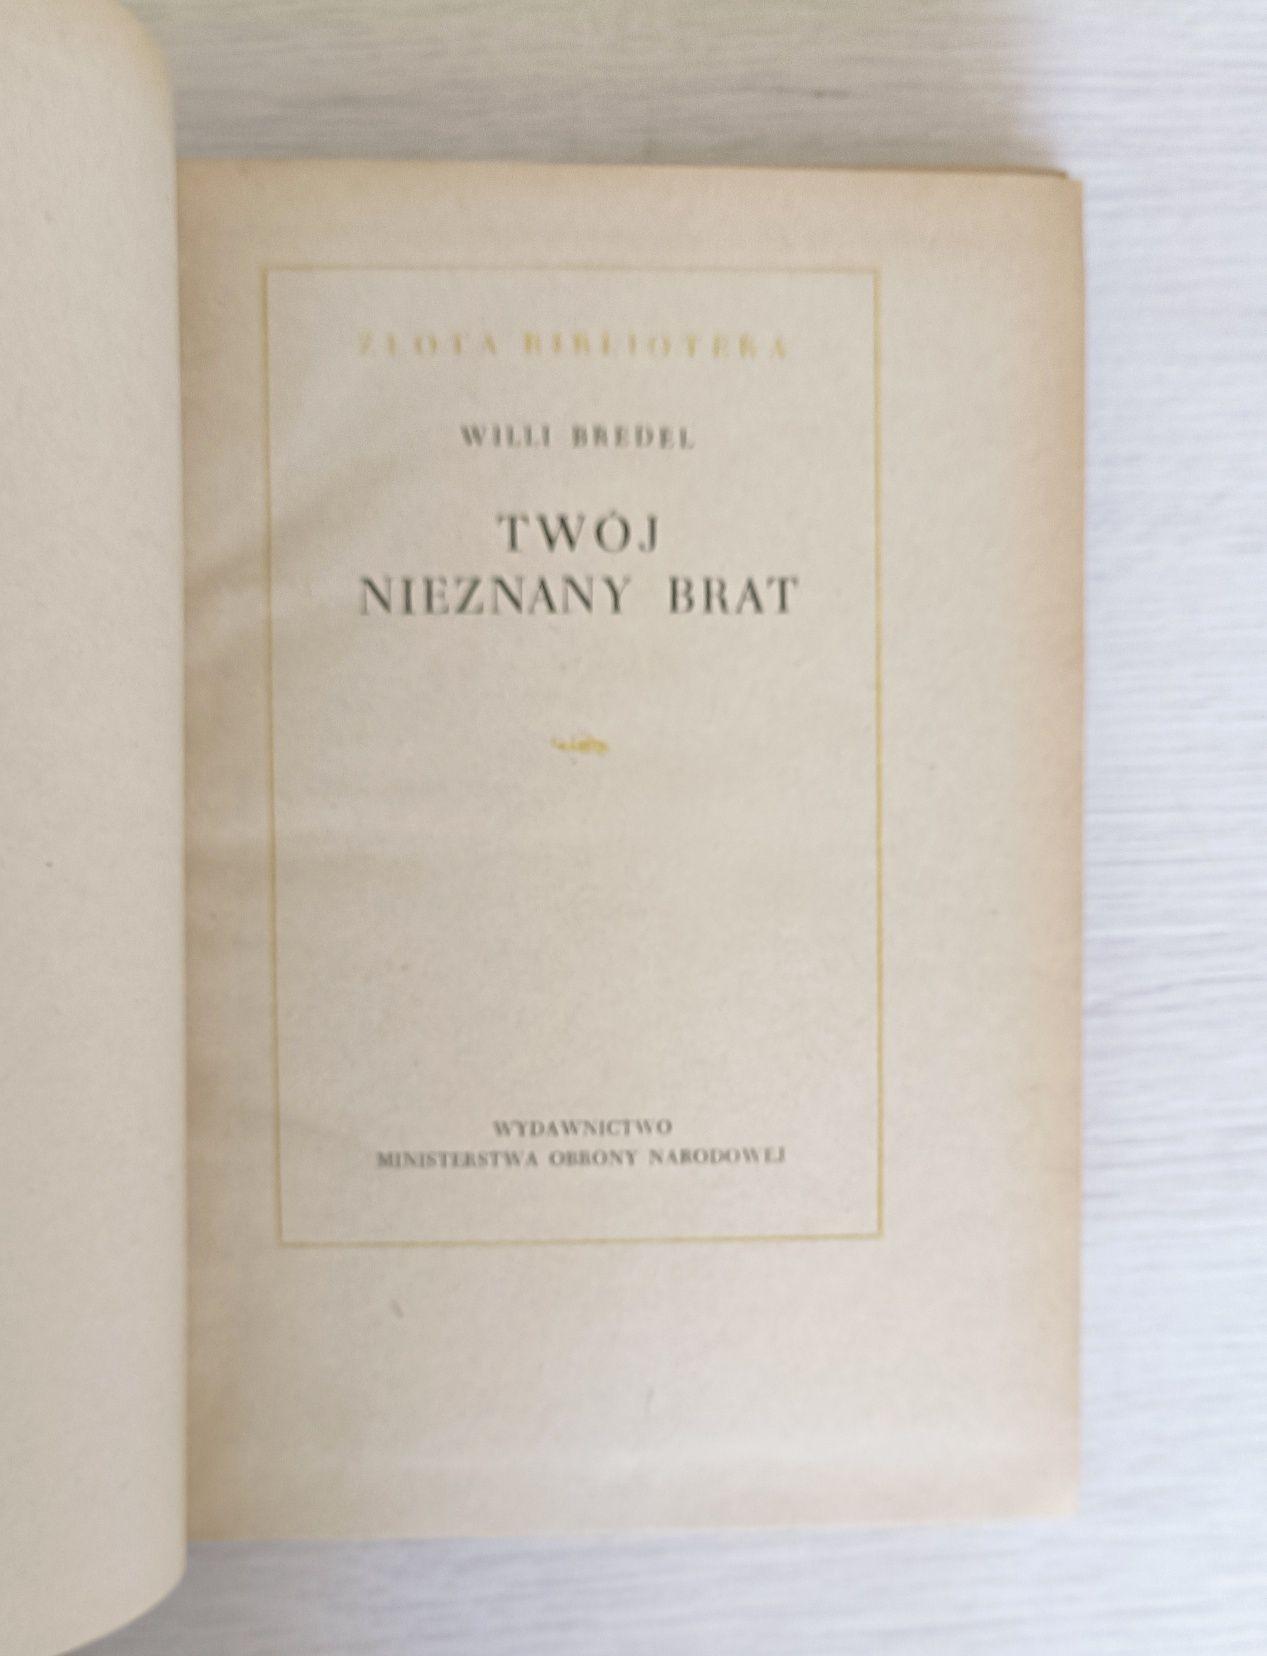 ZŁOTA BIBLIOTEKA
WILLI BREDEL
TWÓJ
NIEZNANY BRAT
WYDAWNICTWO
MINISTERSTWA OBRONY NARODOWEJ